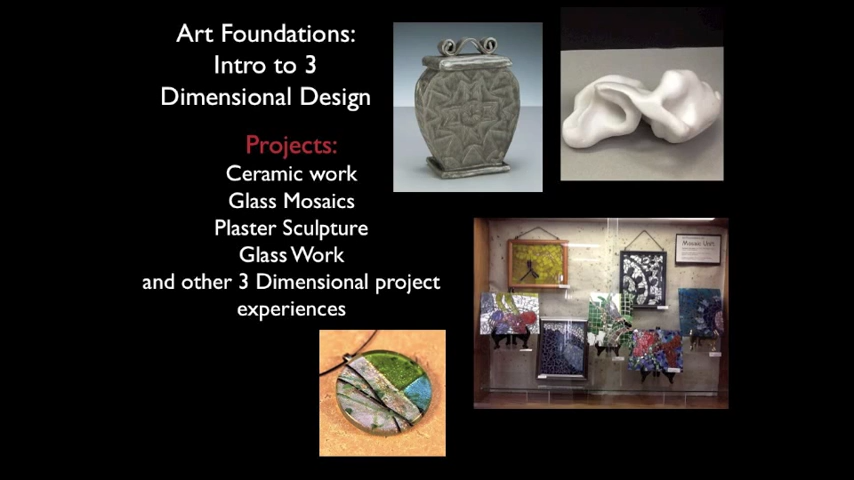 Art Foundations:
Intro to 3
Dimensional Design
Projects:
Ceramic work
Glass Mosaics
Plaster Sculpture
Glass Work
and other 3 Dimensional project
experiences